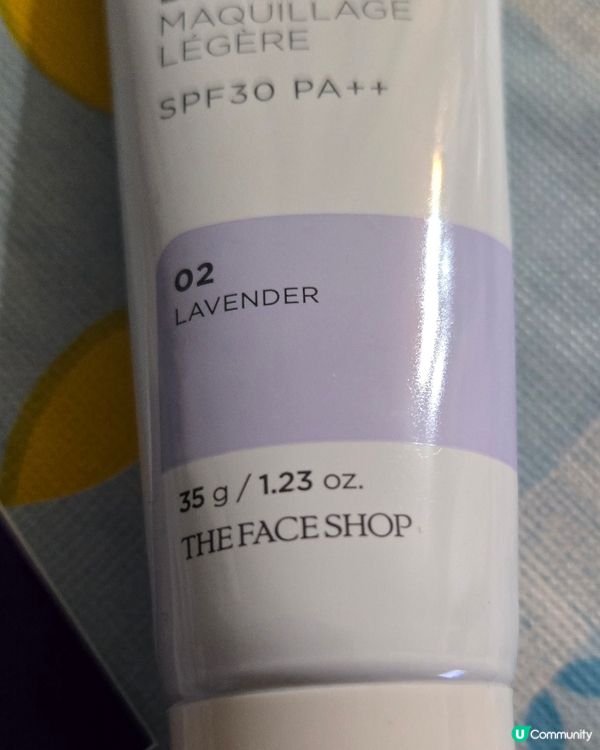 MAQUILLAGE
LÉGÈRE
SPF30 PA++
02
LAVENDER
35 g / 1.23 oz.
THE FACE SHOP
U Community